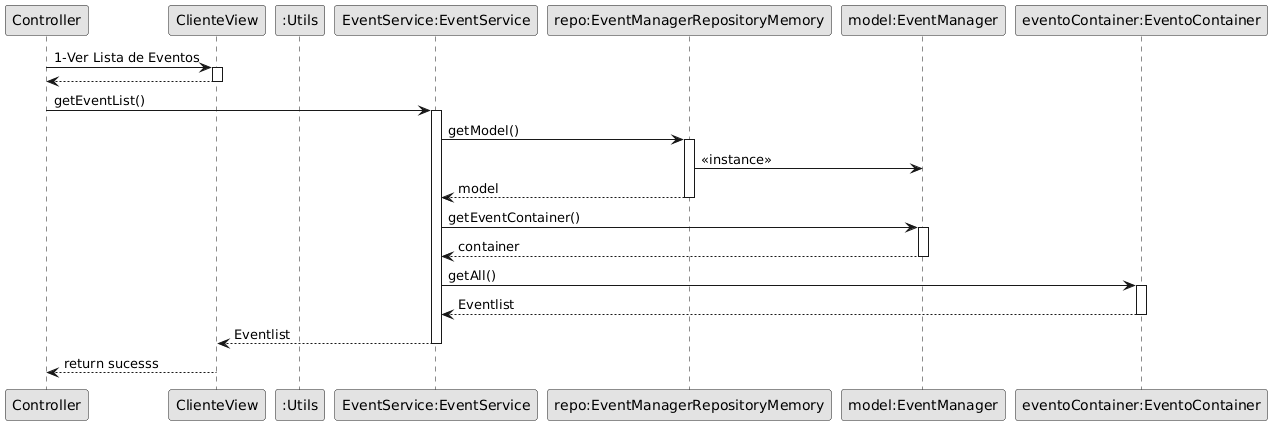 Controller
ClienteView
:Utils
EventService:EventService
repo:EventManagerRepositoryMemory
model:EventManager
eventoContainer:EventoContainer
1-Ver Lista de Eventos
getEventList()
getModel()
«instance»
model
getEventContainer()
container
getAll()
Eventlist
Eventlist
return sucesss
Controller
ClienteView
:Utils
EventService:EventService
repo:EventManagerRepositoryMemory
model:EventManager
eventoContainer:EventoContainer